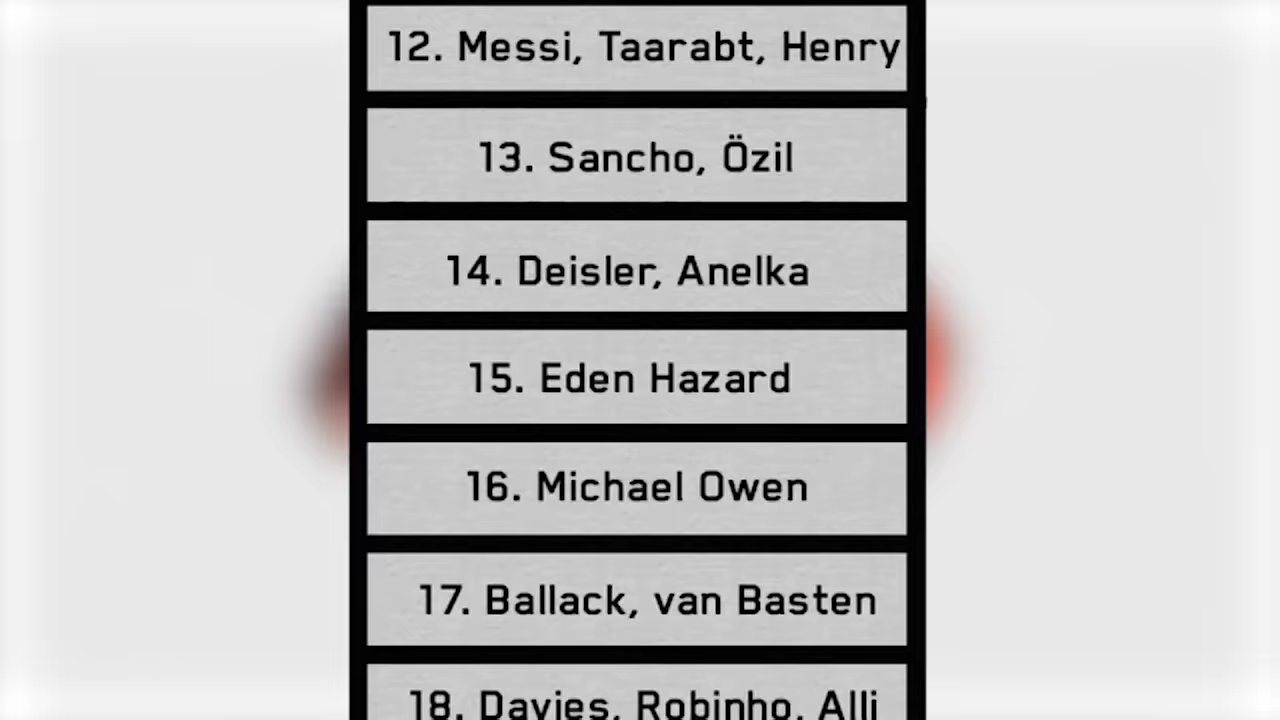 12. Messi, Taarabt, Henry
13. Sancho, Özil
14. Deisler, Anelka
15. Eden Hazard
16. Michael Owen
17. Ballack, van Basten
18. Davies, Robinho, Alli